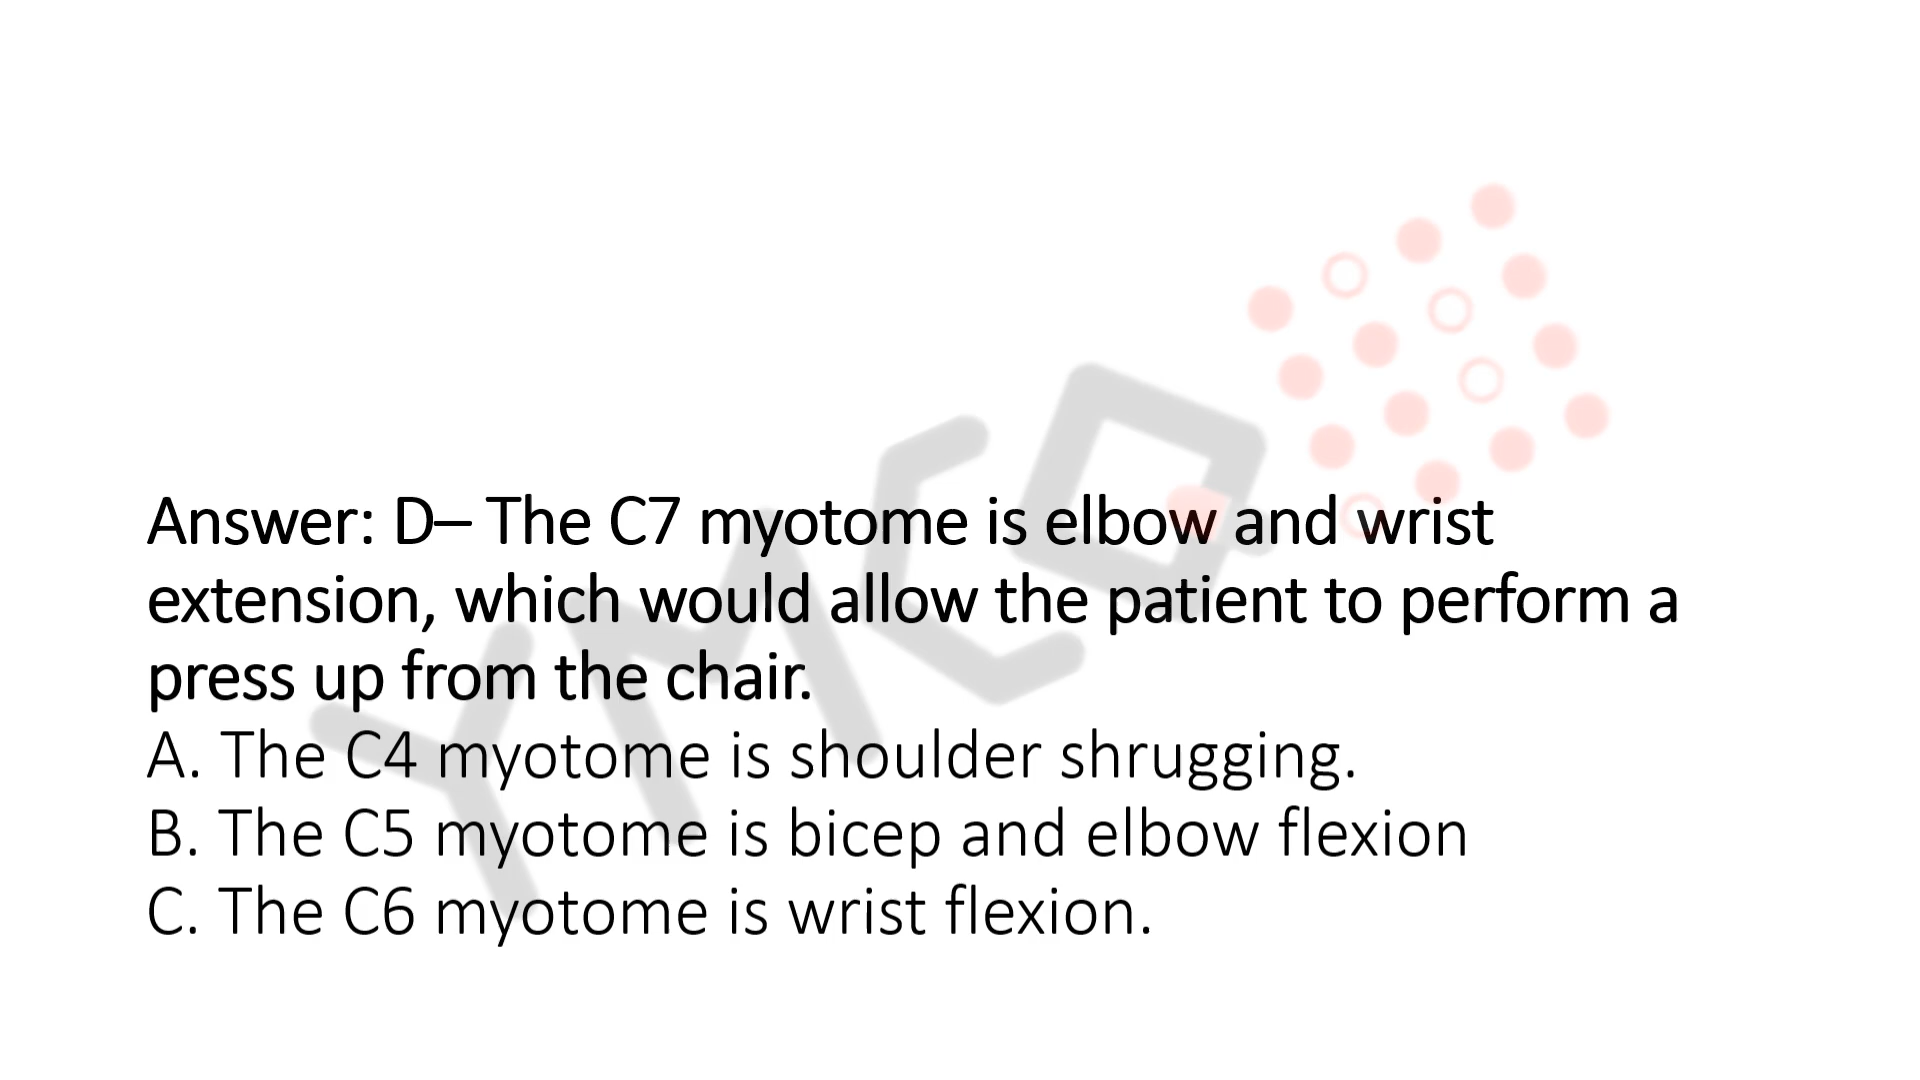 Answer: D– The C7 myotome is elbow and wrist
extension, which would allow the patient to perform a
press up from the chair.
A. The C4 myotome is shoulder shrugging.
B. The C5 myotome is bicep and elbow flexion
C. The C6 myotome is wrist flexion.
YMCQ